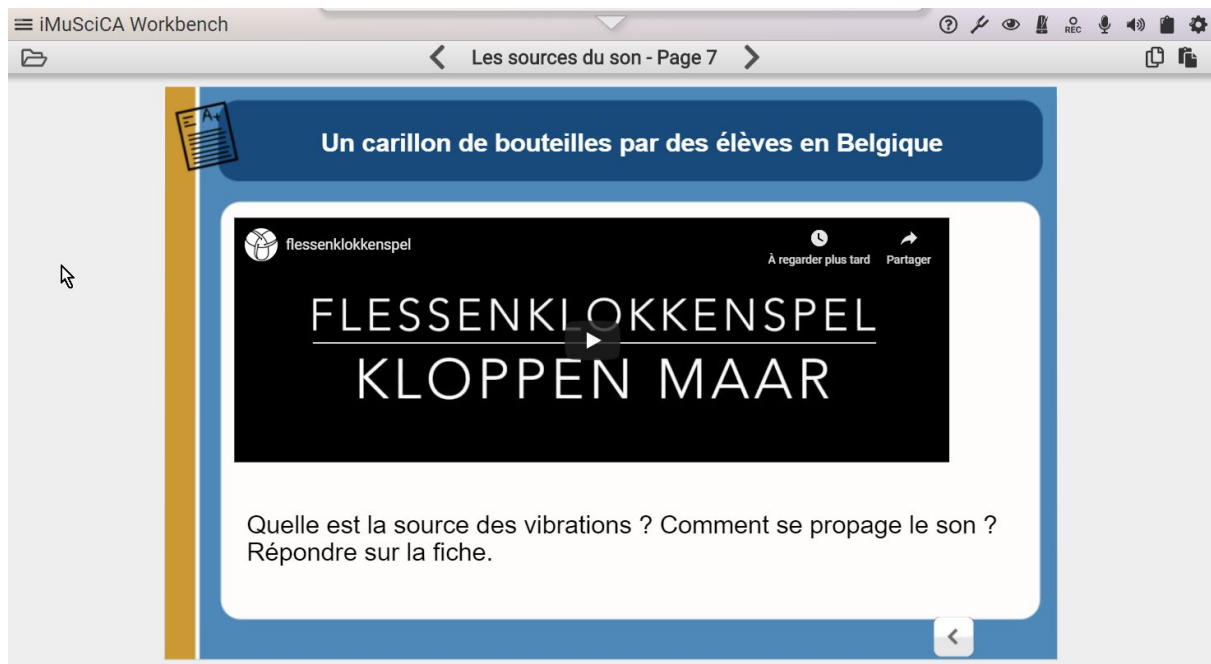 iMuSciCA Workbench
REC
Les sources du son - Page 7
A+
Un carillon de bouteilles par des élèves en Belgique
flessenklokkenspel
À regarder plus tard
Partager
FLESSENKLOKKENSPEL
KLOPPEN MAAR
Quelle est la source des vibrations ? Comment se propage le son ?
Répondre sur la fiche.